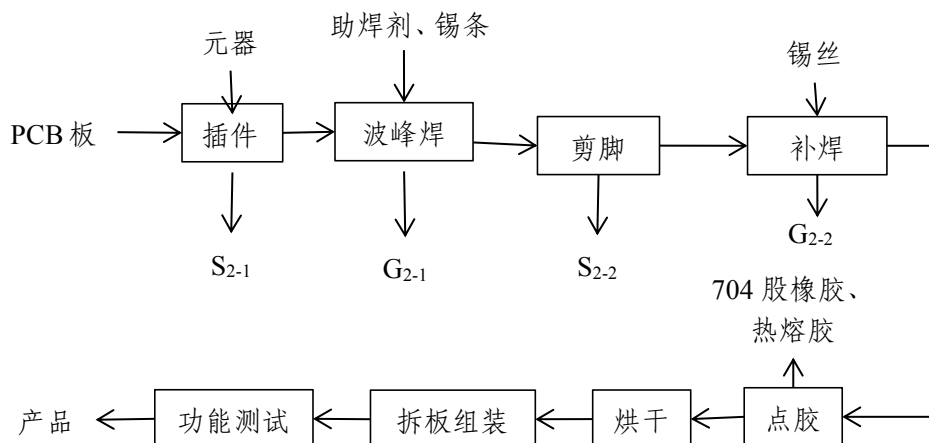 助焊剂、锡条
元器
锡丝
PCB 板
插件
波峰焊
剪脚
补焊
S2-1
G2-1
S2-2
G2-2
704 股橡胶、
热熔胶
产品
功能测试
拆板组装
烘干
点胶